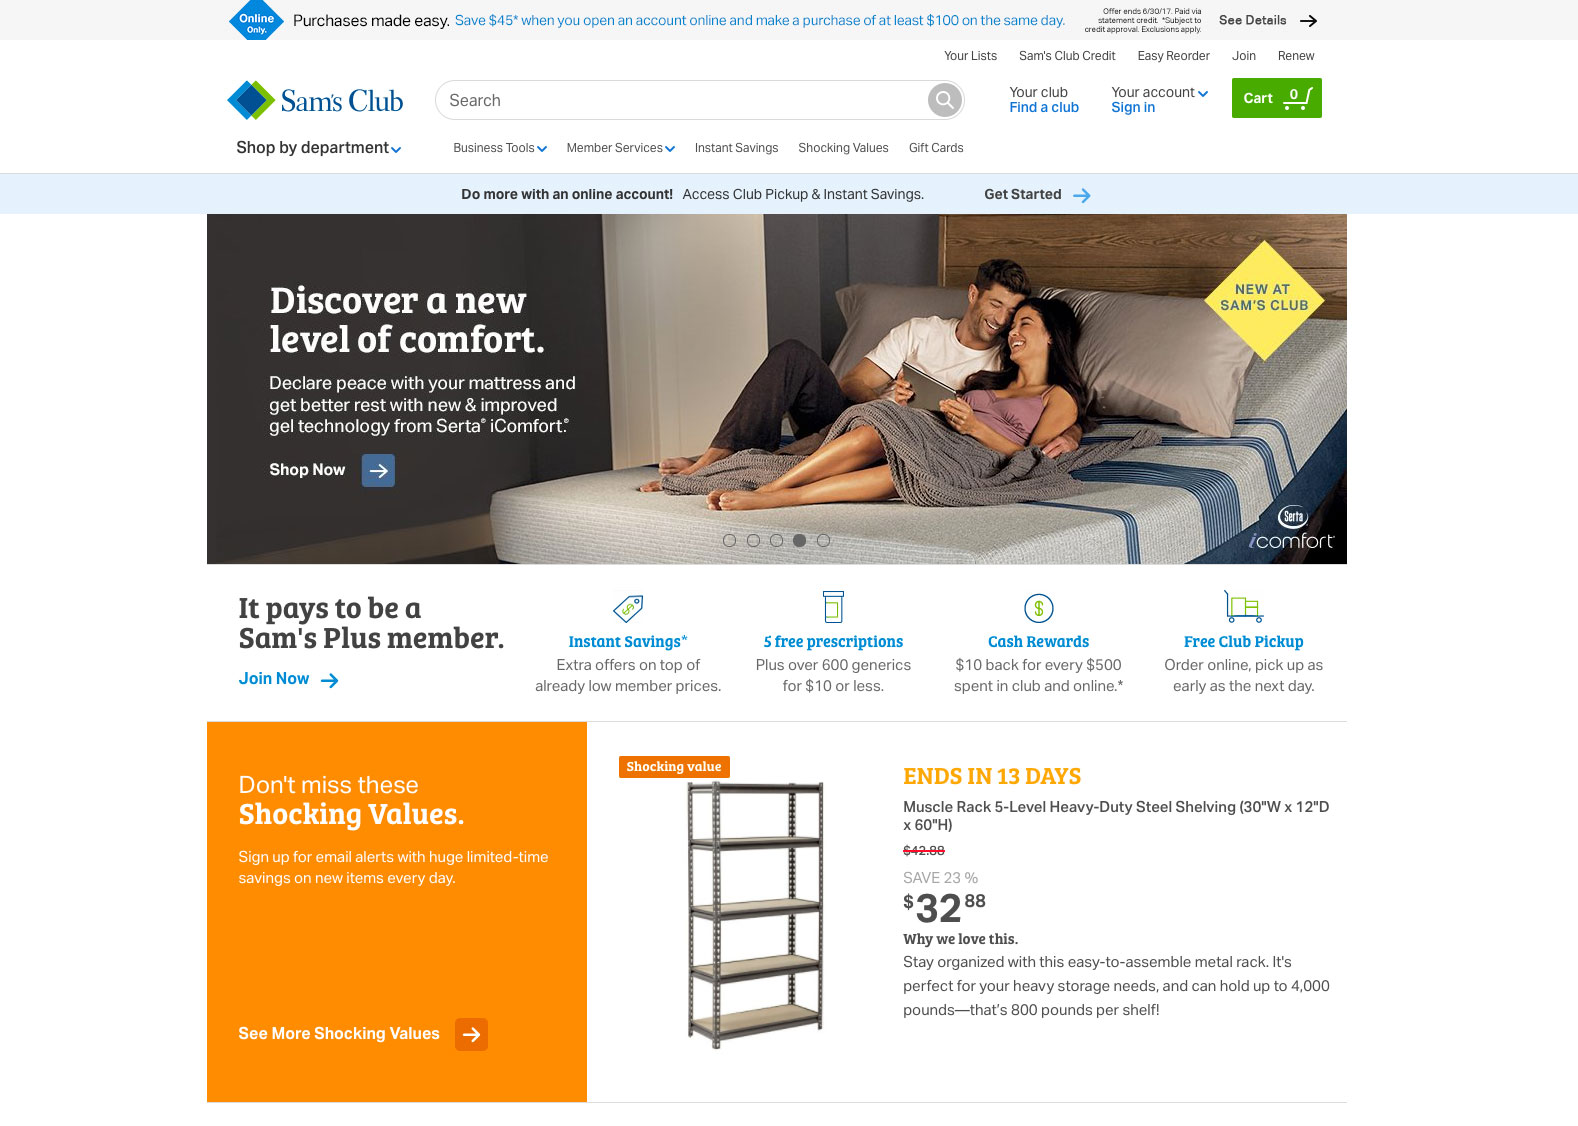 Online
Only.
Purchases made easy. Save $45* when you open an account online and make a purchase of at least $100 on the same day.
Offer ends 6/30/17. Paid via
statement credit. *Subject to
credit approval. Exclusions apply.
See Details
Your Lists Sam's Club Credit Easy Reorder Join Renew
Sam's Club
Search
Your club
Find a club
Your account
Sign in
Cart 0
Shop by department
Business Tools Member Services Instant Savings Shocking Values Gift Cards
Do more with an online account! Access Club Pickup & Instant Savings. Get Started
Discover a new
level of comfort.
Declare peace with your mattress and
get better rest with new & improved
gel technology from Serta® iComfort.®
Shop Now
NEW AT
SAM'S CLUB
Serta
icomfort
It pays to be a
Sam's Plus member.
Join Now
Instant Savings*
Extra offers on top of
already low member prices.
5 free prescriptions
Plus over 600 generics
for $10 or less.
Cash Rewards
$10 back for every $500
spent in club and online.*
Free Club Pickup
Order online, pick up as
early as the next day.
Don't miss these
Shocking Values.
Sign up for email alerts with huge limited-time
savings on new items every day.
See More Shocking Values
Shocking value
ENDS IN 13 DAYS
Muscle Rack 5-Level Heavy-Duty Steel Shelving (30"W x 12"D
x 60"H)
$42.88
SAVE 23 %
$32 88
Why we love this.
Stay organized with this easy-to-assemble metal rack. It's
perfect for your heavy storage needs, and can hold up to 4,000
pounds—that's 800 pounds per shelf!